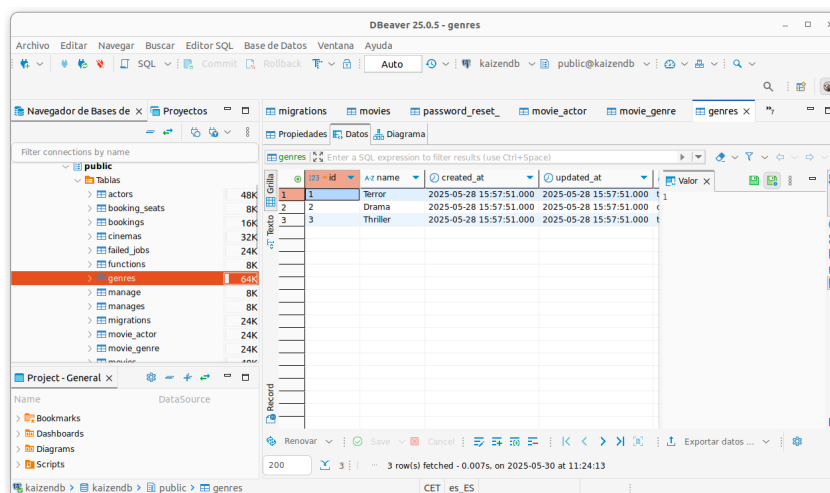 DBeaver 25.0.5 - genres
Archivo Editar Navegar Buscar Editor SQL Base de Datos Ventana Ayuda
SQL Commit Rollback Auto kaizendb public@kaizendb
Navegador de Bases de Proyectos
Filter connections by name
public
Tablas
actors 48K
booking_seats 8K
bookings 16K
cinemas 32K
failed_jobs 24K
functions 8K
genres 64K
manage 8K
manages 8K
migrations 24K
movie_actor 24K
movie_genre 24K
movies 40K
Project - General
Name DataSource
Bookmarks
Dashboards
Diagrams
Scripts
migrations movies password_reset_ movie_actor movie_genre genres »7
Propiedades Datos Diagrama
genres Enter a SQL expression to filter results (use Ctrl+Space)
Grilla
Texto
Record
123 id A-Z name created_at updated_at
1 1 Terror 2025-05-28 15:57:51.000 2025-05-28 15:57:51.000 t
2 2 Drama 2025-05-28 15:57:51.000 2025-05-28 15:57:51.000
3 3 Thriller 2025-05-28 15:57:51.000 2025-05-28 15:57:51.000 t
Valor
1
Renovar Save Cancel Exportar datos ...
200 3 ... 3 row(s) fetched - 0.007s, on 2025-05-30 at 11:24:13
kaizendb > kaizendb > public > genres CET es_ES